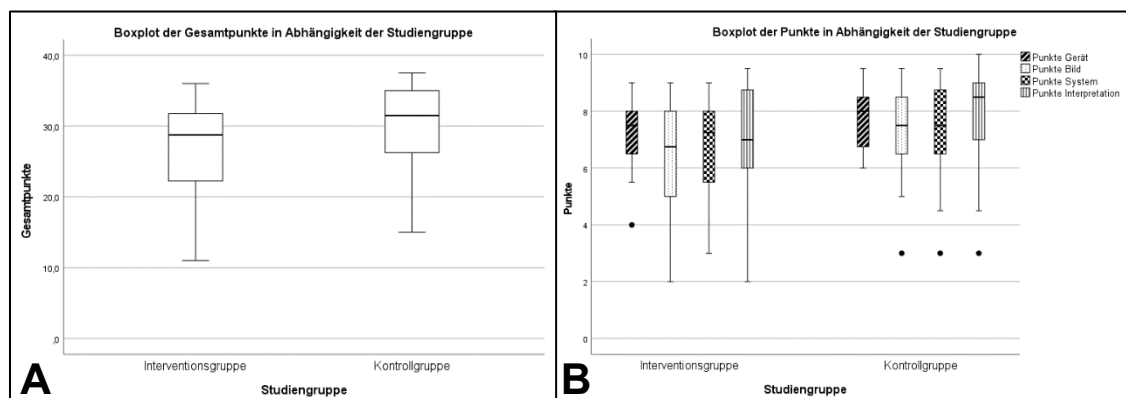 Boxplot der Gesamtpunkte in Abhängigkeit der Studiengruppe
40,0
30,0
20,0
10,0
,0
Gesamtpunkte
Interventionsgruppe
Kontrollgruppe
Studiengruppe
A
Boxplot der Punkte in Abhängigkeit der Studiengruppe
Punkte Gerät
Punkte Bild
Punkte System
Punkte Interpretation
10
8
6
4
2
0
Punkte
Interventionsgruppe
Kontrollgruppe
Studiengruppe
B